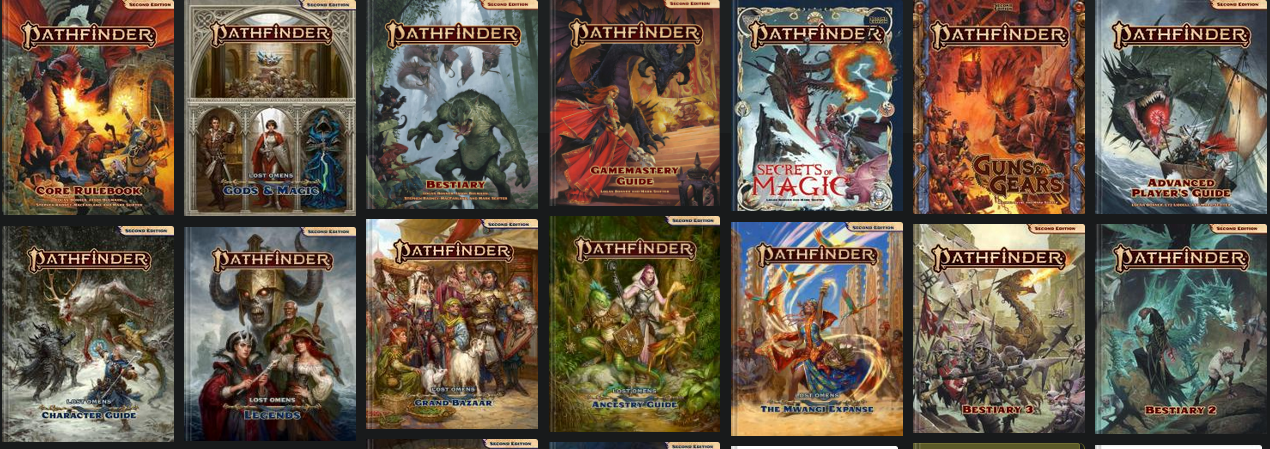 SECOND EDITION
PATHFINDER
CORE RULEBOOK
SECOND EDITION
PATHFINDER
LOST OMENS
GODS & MAGIC
SECOND EDITION
PATHFINDER
BESTIARY
SECOND EDITION
PATHFINDER
GAMEMASTERY
GUIDE
PATHFINDER
SECRETS OF
MAGIC
PATHFINDER
GUNS &
GEARS
SECOND EDITION
PATHFINDER
ADVANCED
PLAYER'S GUIDE
SECOND EDITION
PATHFINDER
LOST OMENS
CHARACTER GUIDE
SECOND EDITION
PATHFINDER
LOST OMENS
LEGENDS
SECOND EDITION
PATHFINDER
LOST OMENS
GRAND BAZAAR
SECOND EDITION
PATHFINDER
LOST OMENS
ANCESTRY GUIDE
SECOND EDITION
PATHFINDER
LOST OMENS
THE MWANGI EXPANSE
SECOND EDITION
PATHFINDER
BESTIARY 3
SECOND EDITION
PATHFINDER
BESTIARY 2
SECOND EDITION
SECOND EDITION